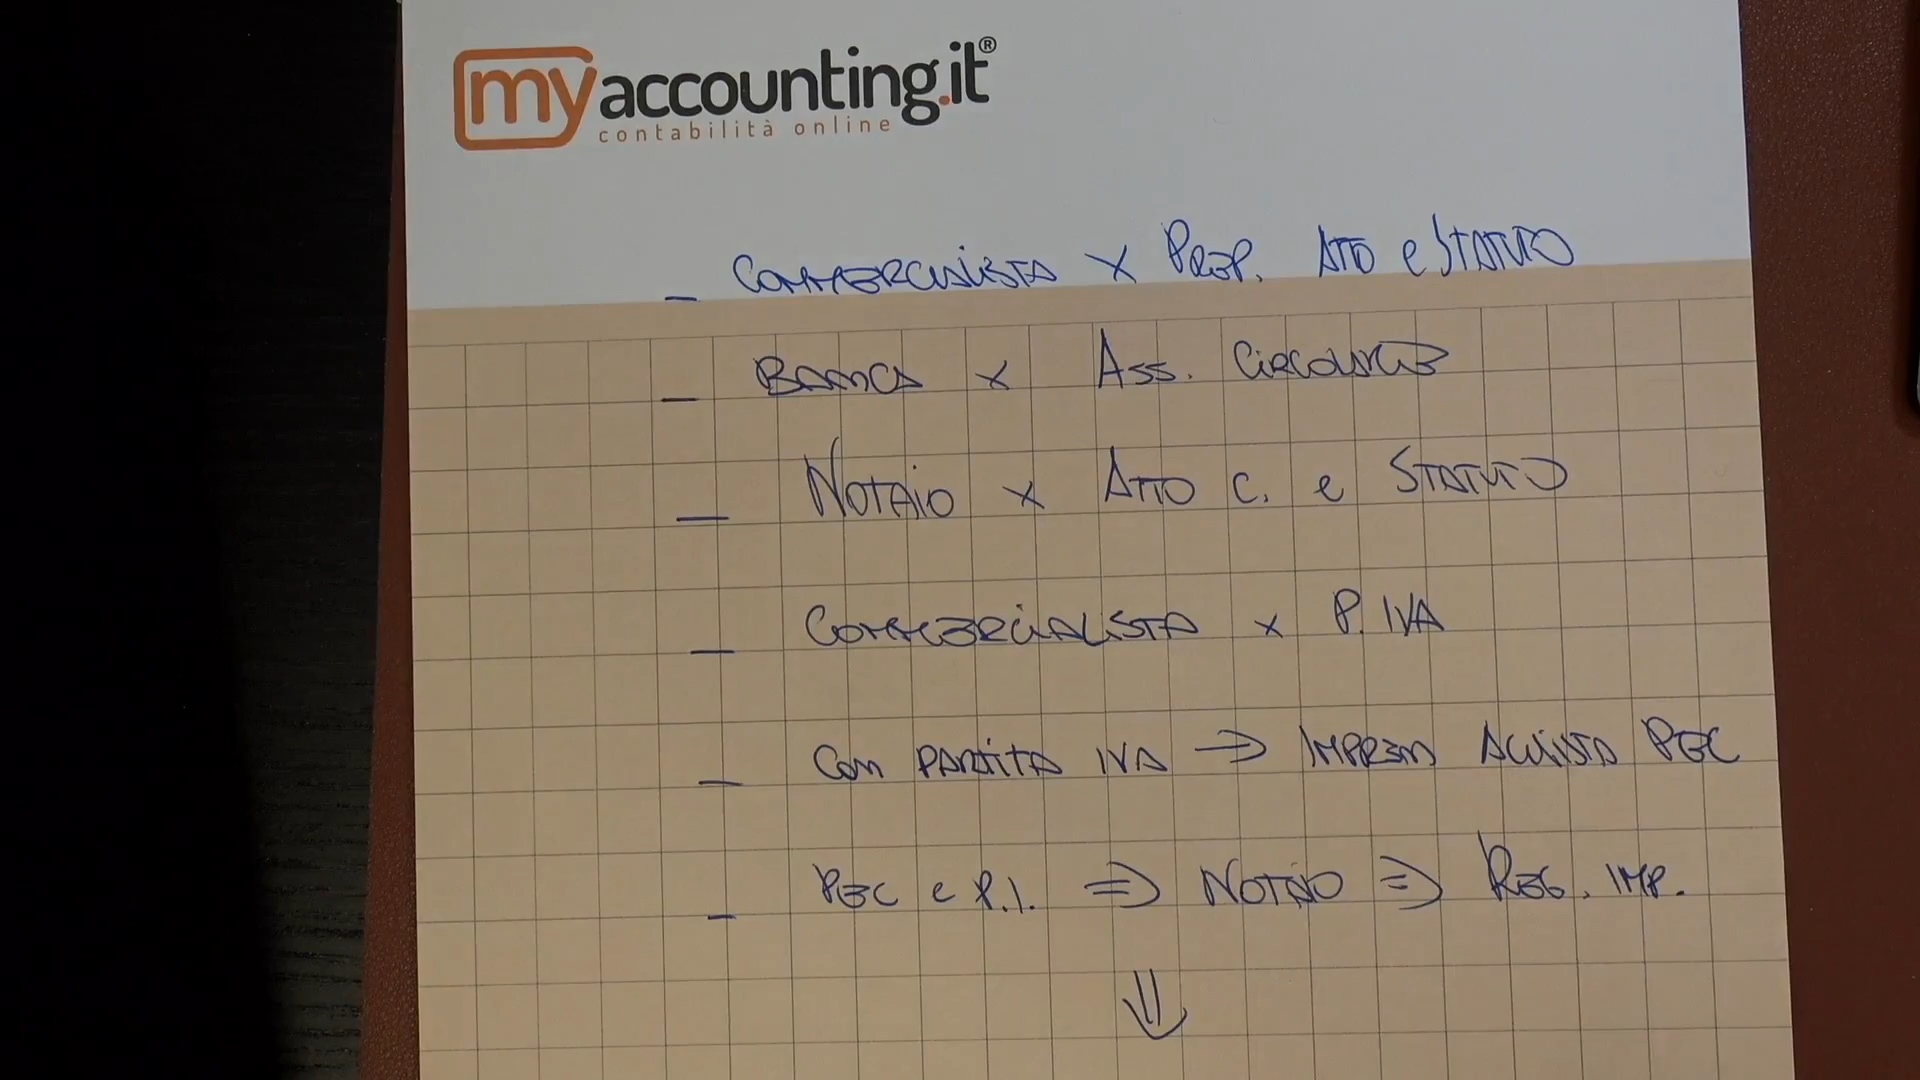 myaccounting.it®
contabilità online
- COMMERCIALISTA x PREP. ATTO e STATUTO
- BANCA x ASS. CIRCOLARE
- NOTAIO x ATTO C. e STATUTO
- COMMERCIALISTA x P. IVA
- CON PARTITA IVA ⇒ IMPRESA ACQUISTA PEC
- PEC e P.I. ⇒ NOTAIO ⇒ REG. IMP.
⇓